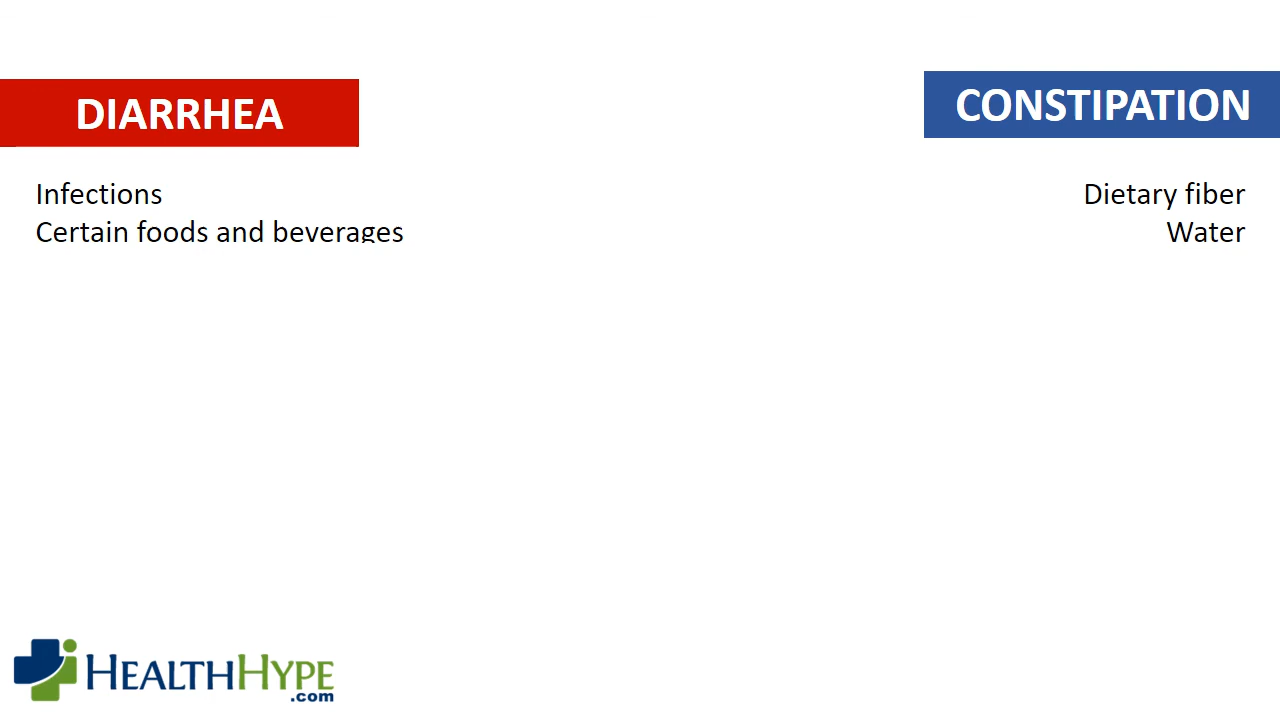 DIARRHEA
Infections
Certain foods and beverages
CONSTIPATION
Dietary fiber
Water
HEALTHHYPE
.com